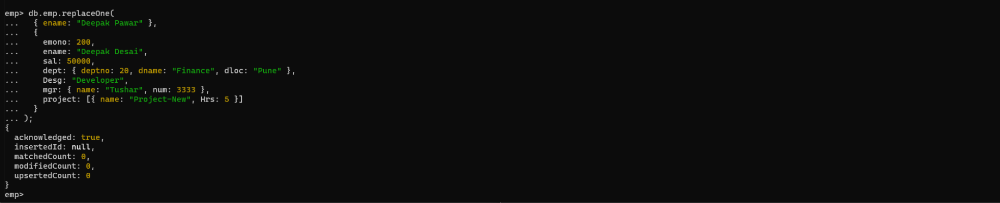 emp> db.emp.replaceOne(
...   { ename: "Deepak Pawar" },
...   {
...     emono: 200,
...     ename: "Deepak Desai",
...     sal: 50000,
...     dept: { deptno: 20, dname: "Finance", dloc: "Pune" },
...     Desg: "Developer",
...     mgr: { name: "Tushar", num: 3333 },
...     project: [{ name: "Project-New", Hrs: 5 }]
...   }
... );
{
  acknowledged: true,
  insertedId: null,
  matchedCount: 0,
  modifiedCount: 0,
  upsertedCount: 0
}
emp>